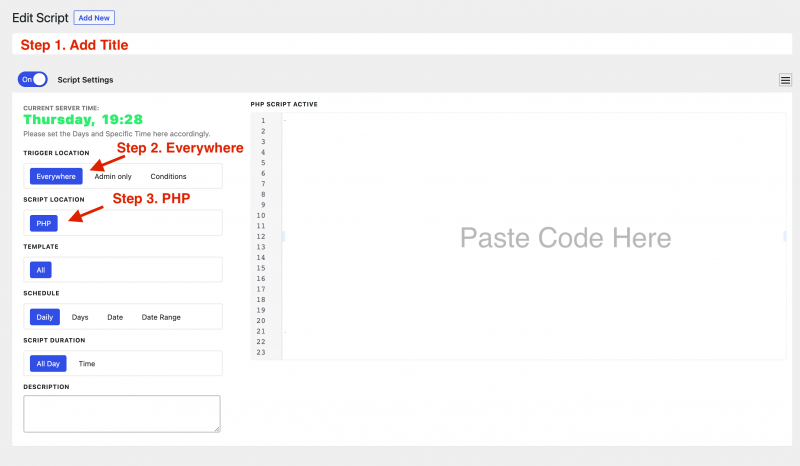 Edit Script Add New
Step 1. Add Title
On Script Settings
CURRENT SERVER TIME:
Thursday, 19:28
Please set the Days and Specific Time here accordingly.
TRIGGER LOCATION
Step 2. Everywhere
Everywhere Admin only Conditions
SCRIPT LOCATION
Step 3. PHP
PHP
TEMPLATE
All
SCHEDULE
Daily Days Date Date Range
SCRIPT DURATION
All Day Time
DESCRIPTION
PHP SCRIPT ACTIVE
1
2
3
4
5
6
7
8
9
10
11
12
Paste Code Here
13
14
15
16
17
18
19
20
21
22
23